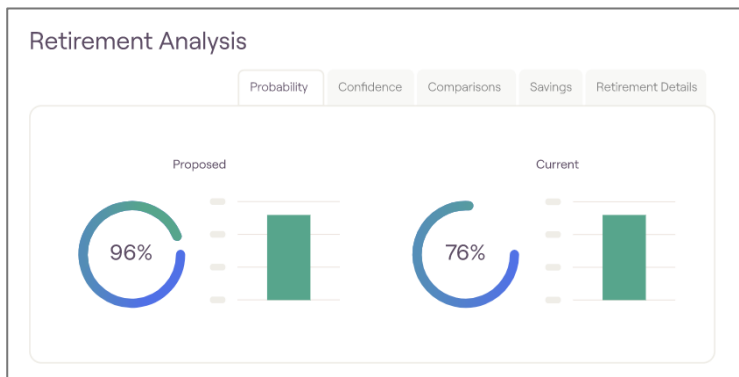 Retirement Analysis
Probability Confidence Comparisons Savings Retirement Details
Proposed Current
96% 76%